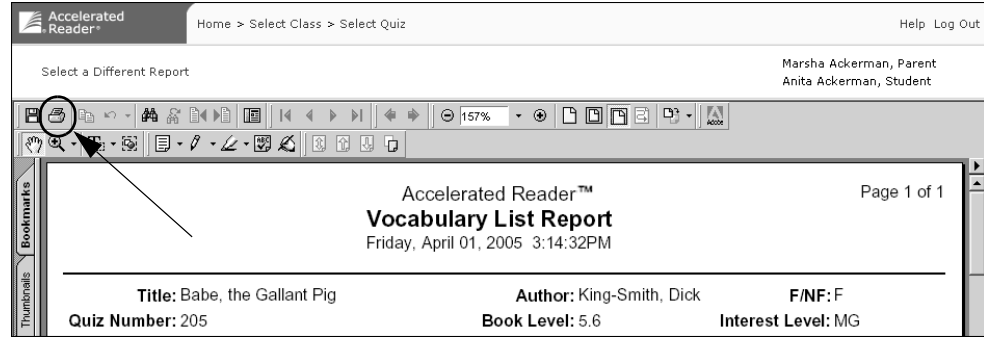 Accelerated
Reader
Home > Select Class > Select Quiz
Help Log Out
Select a Different Report
Marsha Ackerman, Parent
Anita Ackerman, Student
157%
Adobe
Bookmarks
Thumbnails
Accelerated Reader™
Page 1 of 1
Vocabulary List Report
Friday, April 01, 2005 3:14:32PM
Title: Babe, the Gallant Pig Author: King-Smith, Dick F/NF: F
Quiz Number: 205 Book Level: 5.6 Interest Level: MG